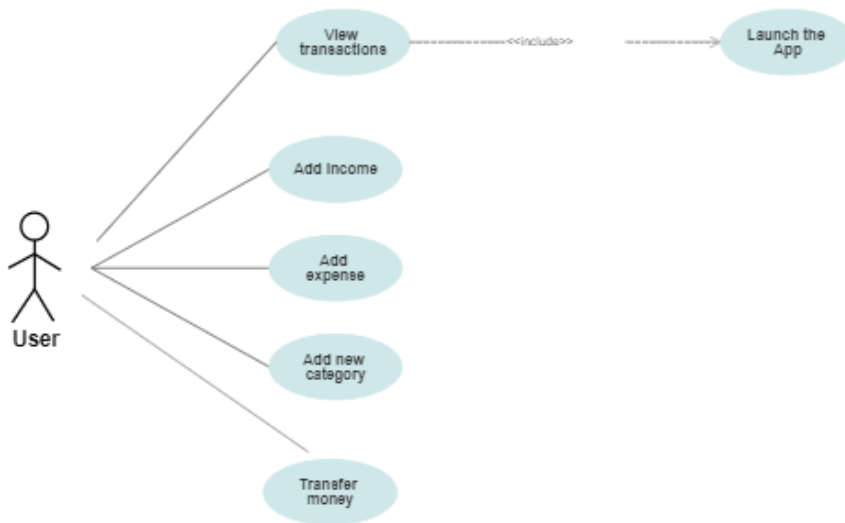 View
transactions
<<include>>
Launch the
App
Add Income
Add
expense
User
Add new
category
Transfer
money